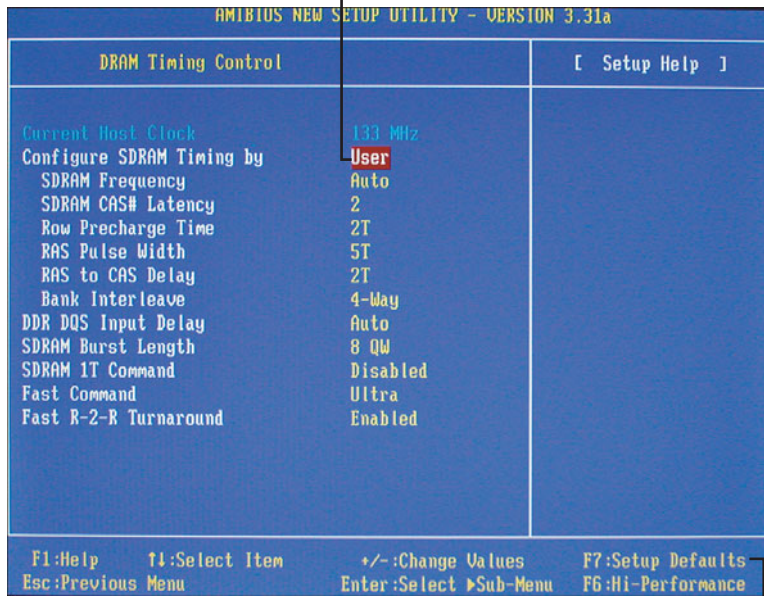 AMIBIOS NEW SETUP UTILITY - VERSION 3.31a
DRAM Timing Control
[ Setup Help ]
Current Host Clock 133 MHz
Configure SDRAM Timing by User
SDRAM Frequency Auto
SDRAM CAS# Latency 2
Row Precharge Time 2T
RAS Pulse Width 5T
RAS to CAS Delay 2T
Bank Interleave 4-Way
DDR DQS Input Delay Auto
SDRAM Burst Length 8 QW
SDRAM 1T Command Disabled
Fast Command Ultra
Fast R-2-R Turnaround Enabled
F1:Help ↑↓:Select Item +/-:Change Values F7:Setup Defaults
Esc:Previous Menu Enter:Select ▶Sub-Menu F6:Hi-Performance